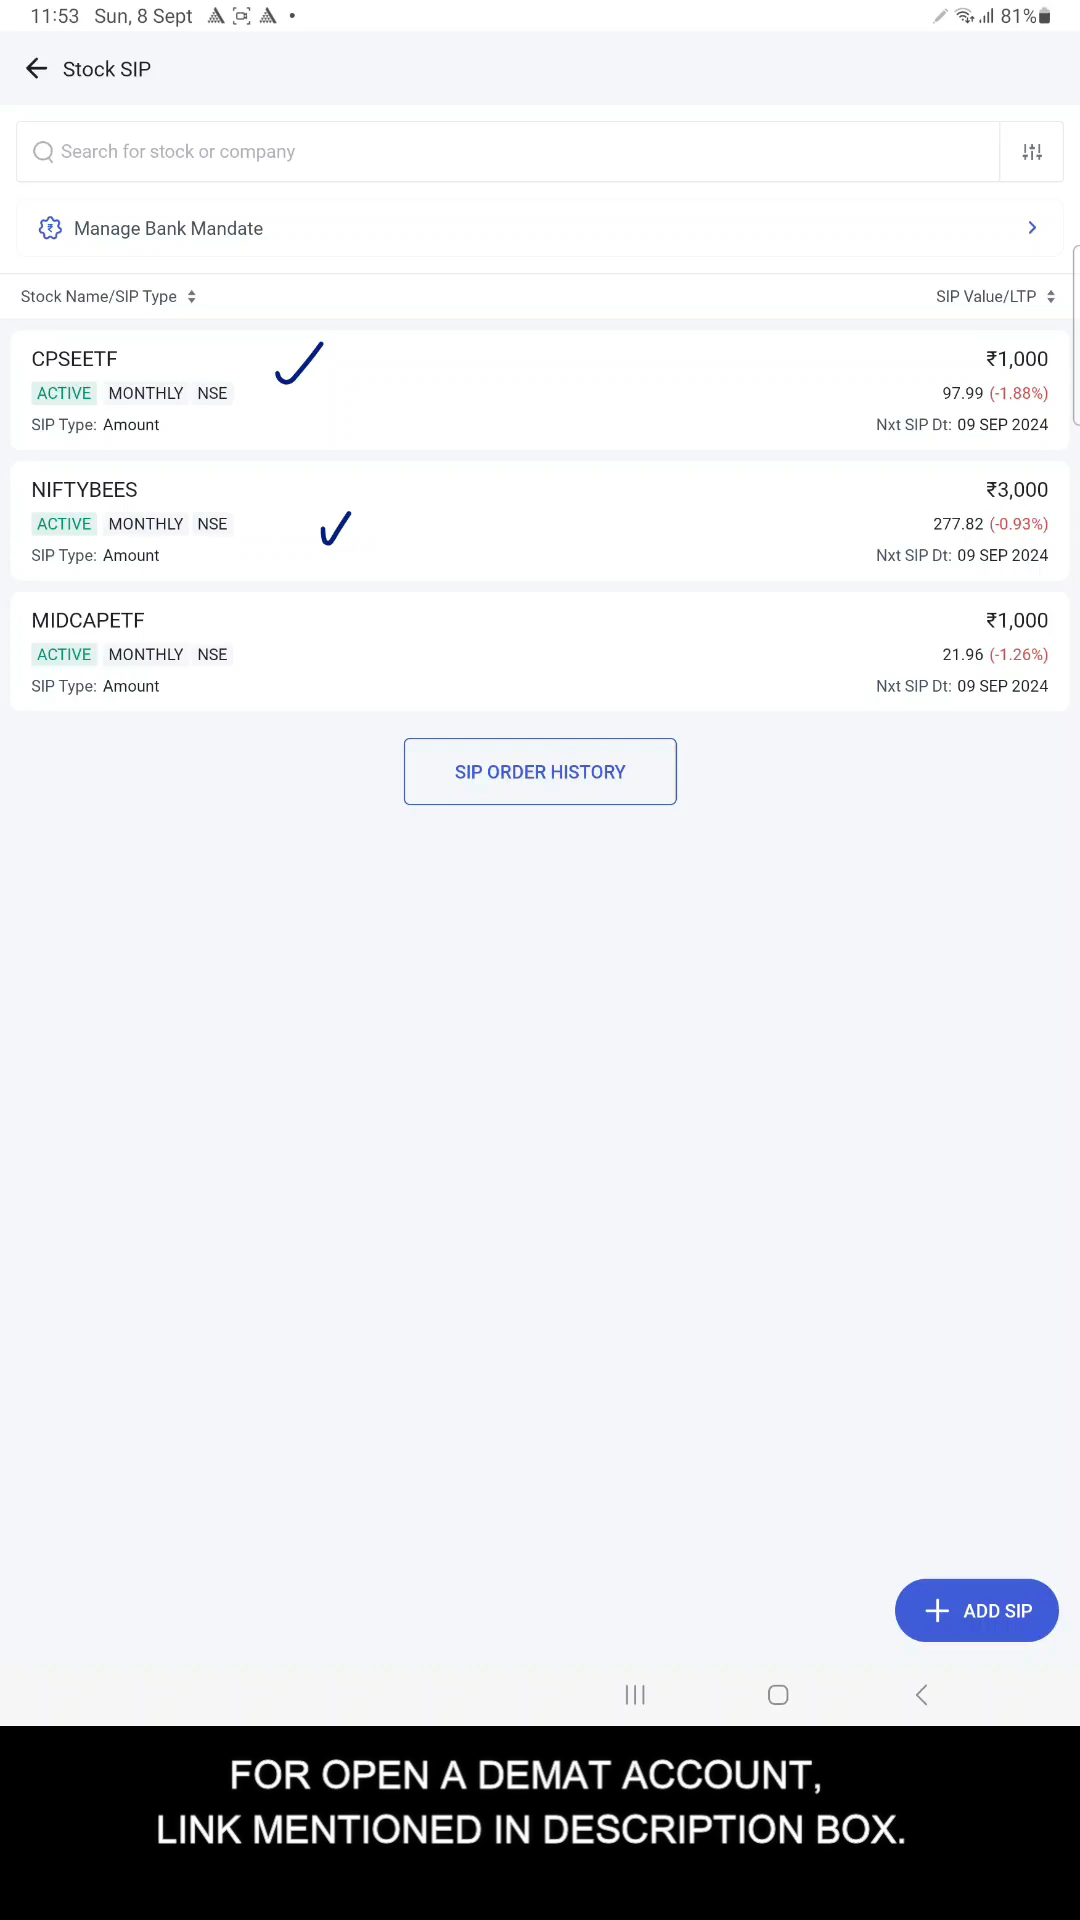 11:53 Sun, 8 Sept 81%
Stock SIP
Search for stock or company
Manage Bank Mandate
Stock Name/SIP Type SIP Value/LTP
CPSEETF ₹1,000
ACTIVE MONTHLY NSE 97.99 (-1.88%)
SIP Type: Amount Nxt SIP Dt: 09 SEP 2024
NIFTYBEES ₹3,000
ACTIVE MONTHLY NSE 277.82 (-0.93%)
SIP Type: Amount Nxt SIP Dt: 09 SEP 2024
MIDCAPETF ₹1,000
ACTIVE MONTHLY NSE 21.96 (-1.26%)
SIP Type: Amount Nxt SIP Dt: 09 SEP 2024
SIP ORDER HISTORY
ADD SIP
FOR OPEN A DEMAT ACCOUNT,
LINK MENTIONED IN DESCRIPTION BOX.